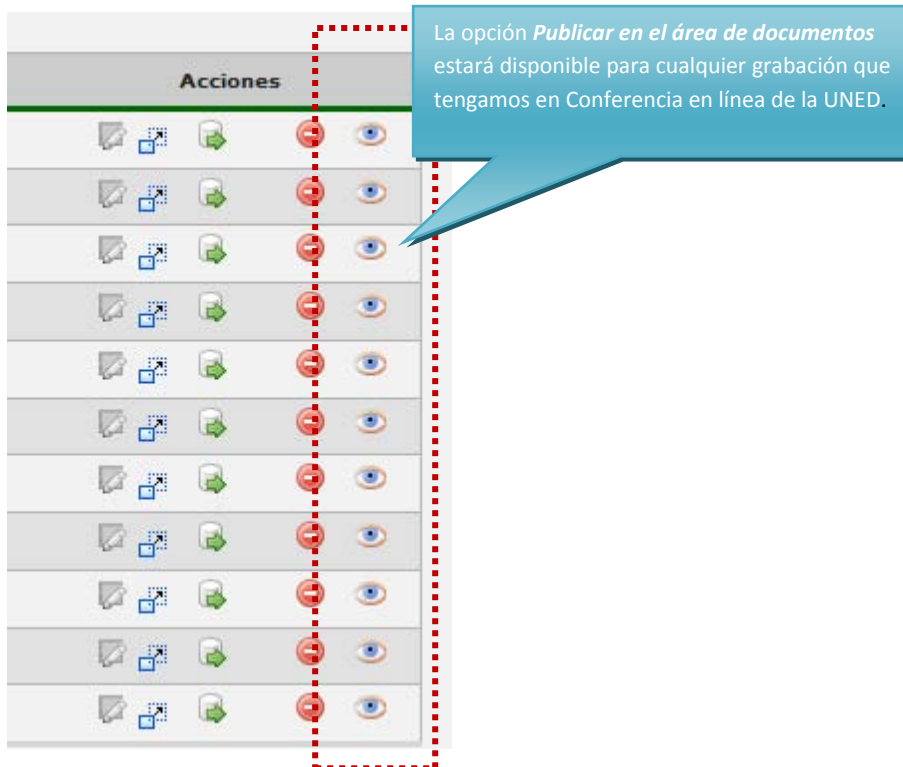 La opción Publicar en el área de documentos
estará disponible para cualquier grabación que
tengamos en Conferencia en línea de la UNED.
Acciones